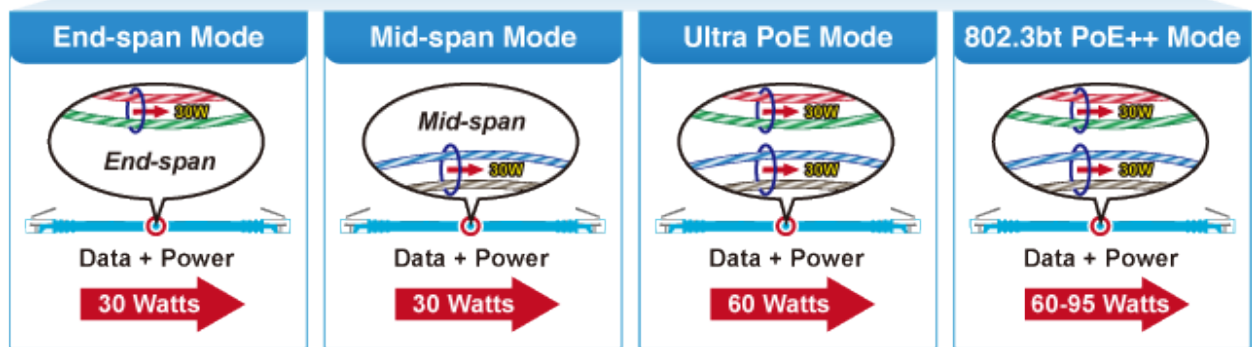 End-span Mode
30W
End-span
Data + Power
30 Watts
Mid-span Mode
Mid-span
30W
Data + Power
30 Watts
Ultra PoE Mode
30W
30W
Data + Power
60 Watts
802.3bt PoE++ Mode
30W
30W
Data + Power
60-95 Watts